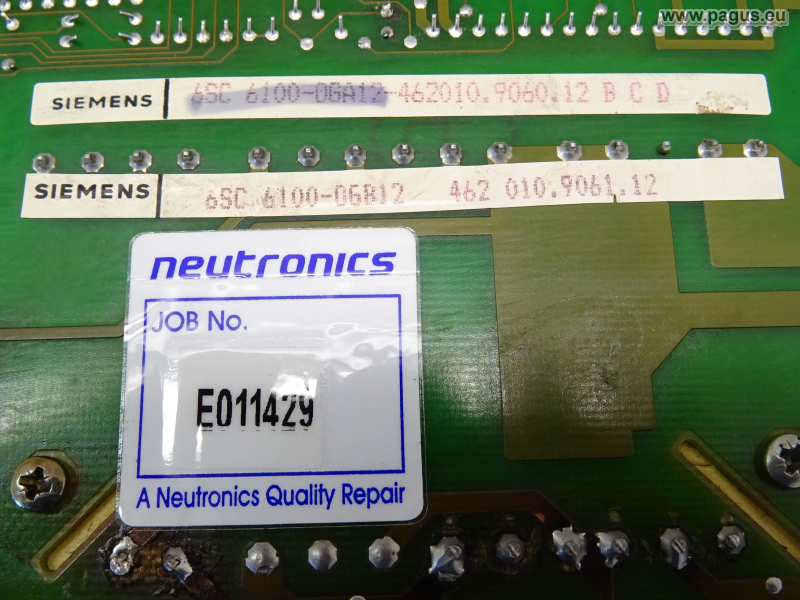 www.pagus.eu
SIEMENS 6SC 6100-0GA12-462010.9060.12 B C D
SIEMENS 6SC 6100-0GB12 462 010.9061.12
neutronics
JOB No.
E011429
A Neutronics Quality Repair